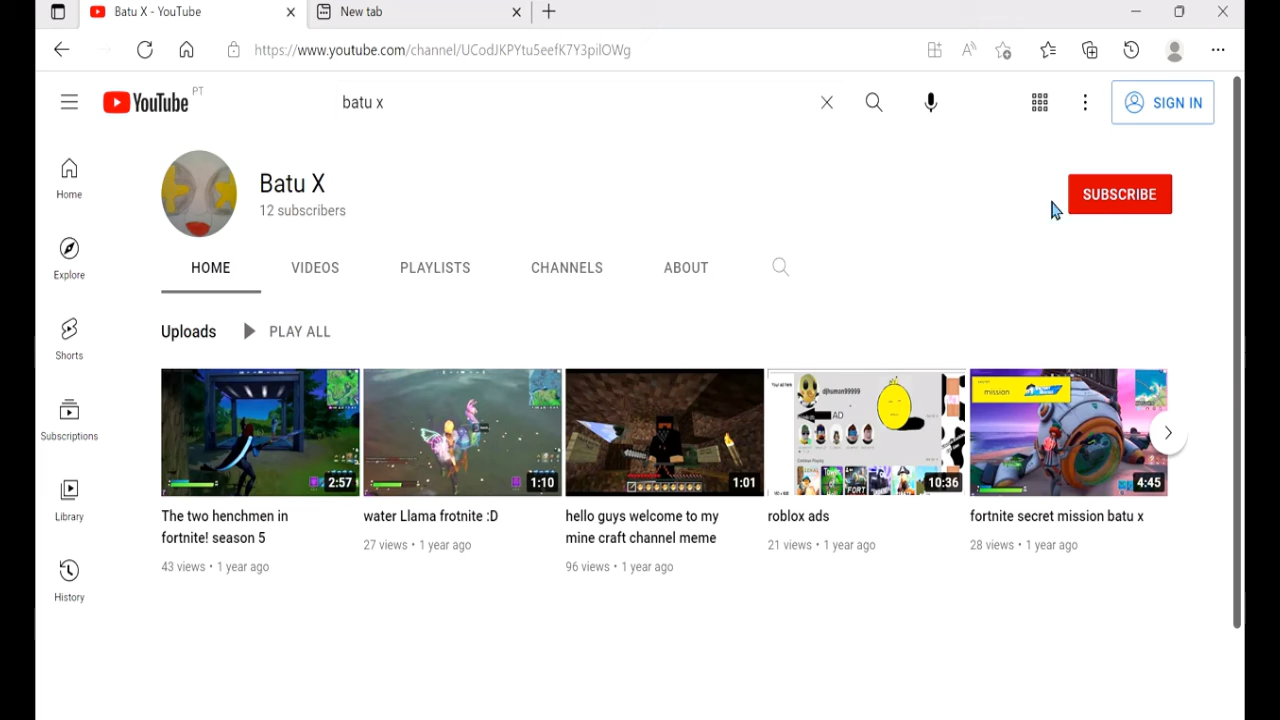 Batu X - YouTube
New tab
https://www.youtube.com/channel/UCodJKPYtu5eefK7Y3pilOWg
YouTube PT
batu x
SIGN IN
Batu X
12 subscribers
SUBSCRIBE
Home
Explore
Shorts
Subscriptions
Library
History
HOME VIDEOS PLAYLISTS CHANNELS ABOUT
Uploads PLAY ALL
2:57
1:10
1:01
djhuman99999
AD
10:36
mission
4:45
The two henchmen in
fortnite! season 5
43 views • 1 year ago
water Llama frotnite :D
27 views • 1 year ago
hello guys welcome to my
mine craft channel meme
96 views • 1 year ago
roblox ads
21 views • 1 year ago
fortnite secret mission batu x
28 views • 1 year ago